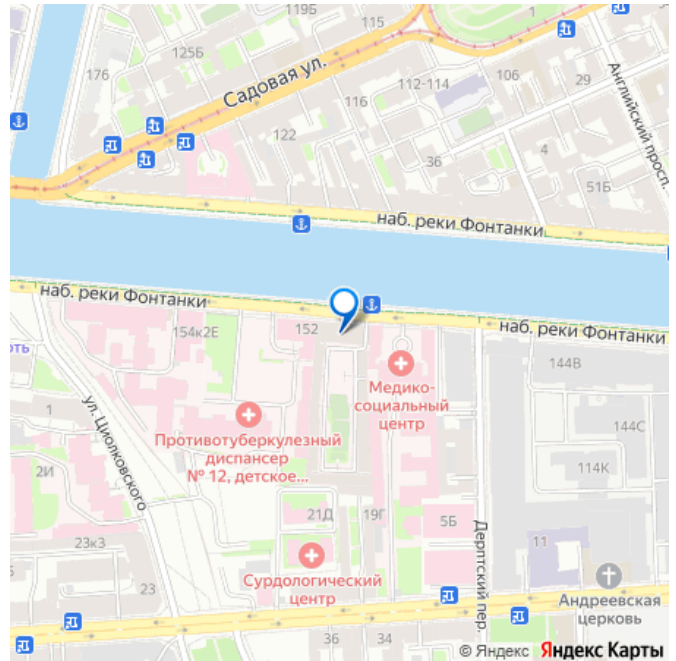 115
125Б
176
Садовая ул.
112-114
106
29
116
Английский просп.
122
36
4
51Б
наб. реки Фонтанки
наб. реки Фонтанки
наб. реки Фонтанки
154к2Е
152
144В
Медико-
социальный
центр
ул. Циолковского
1
Противотуберкулезный
диспансер
№ 12, детское...
144С
114К
2И
21Д
19Г
5Б
Дерптский пер.
11
23к3
Сурдологический
центр
23
Андреевская
церковь
36
34
© Яндекс Яндекс Карты